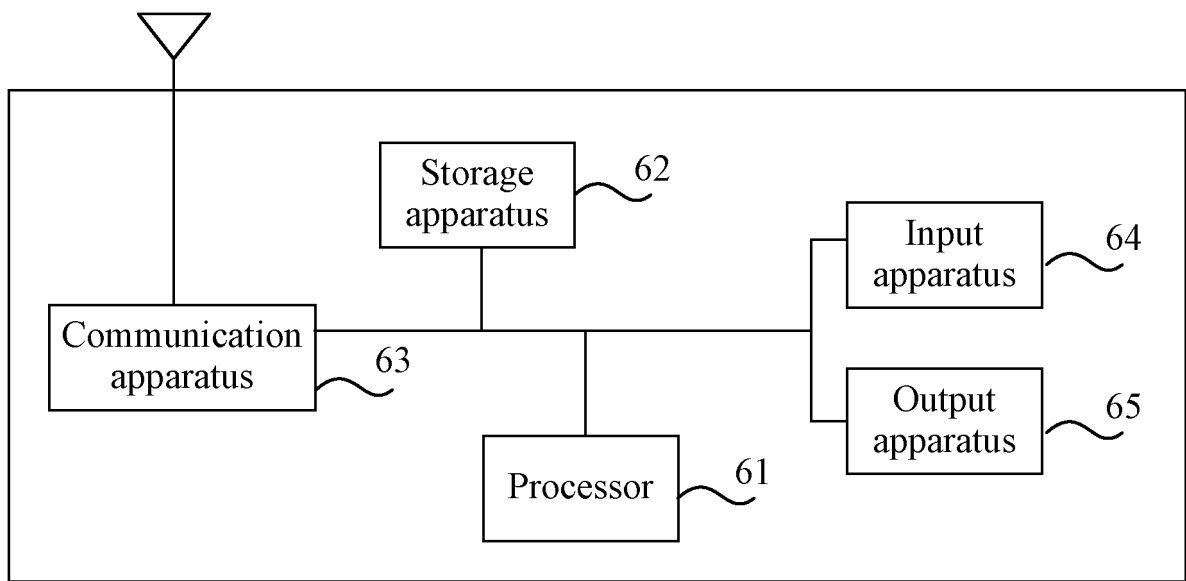 Storage
apparatus
62
Input
apparatus
64
Communication
apparatus
63
Output
apparatus
65
Processor
61